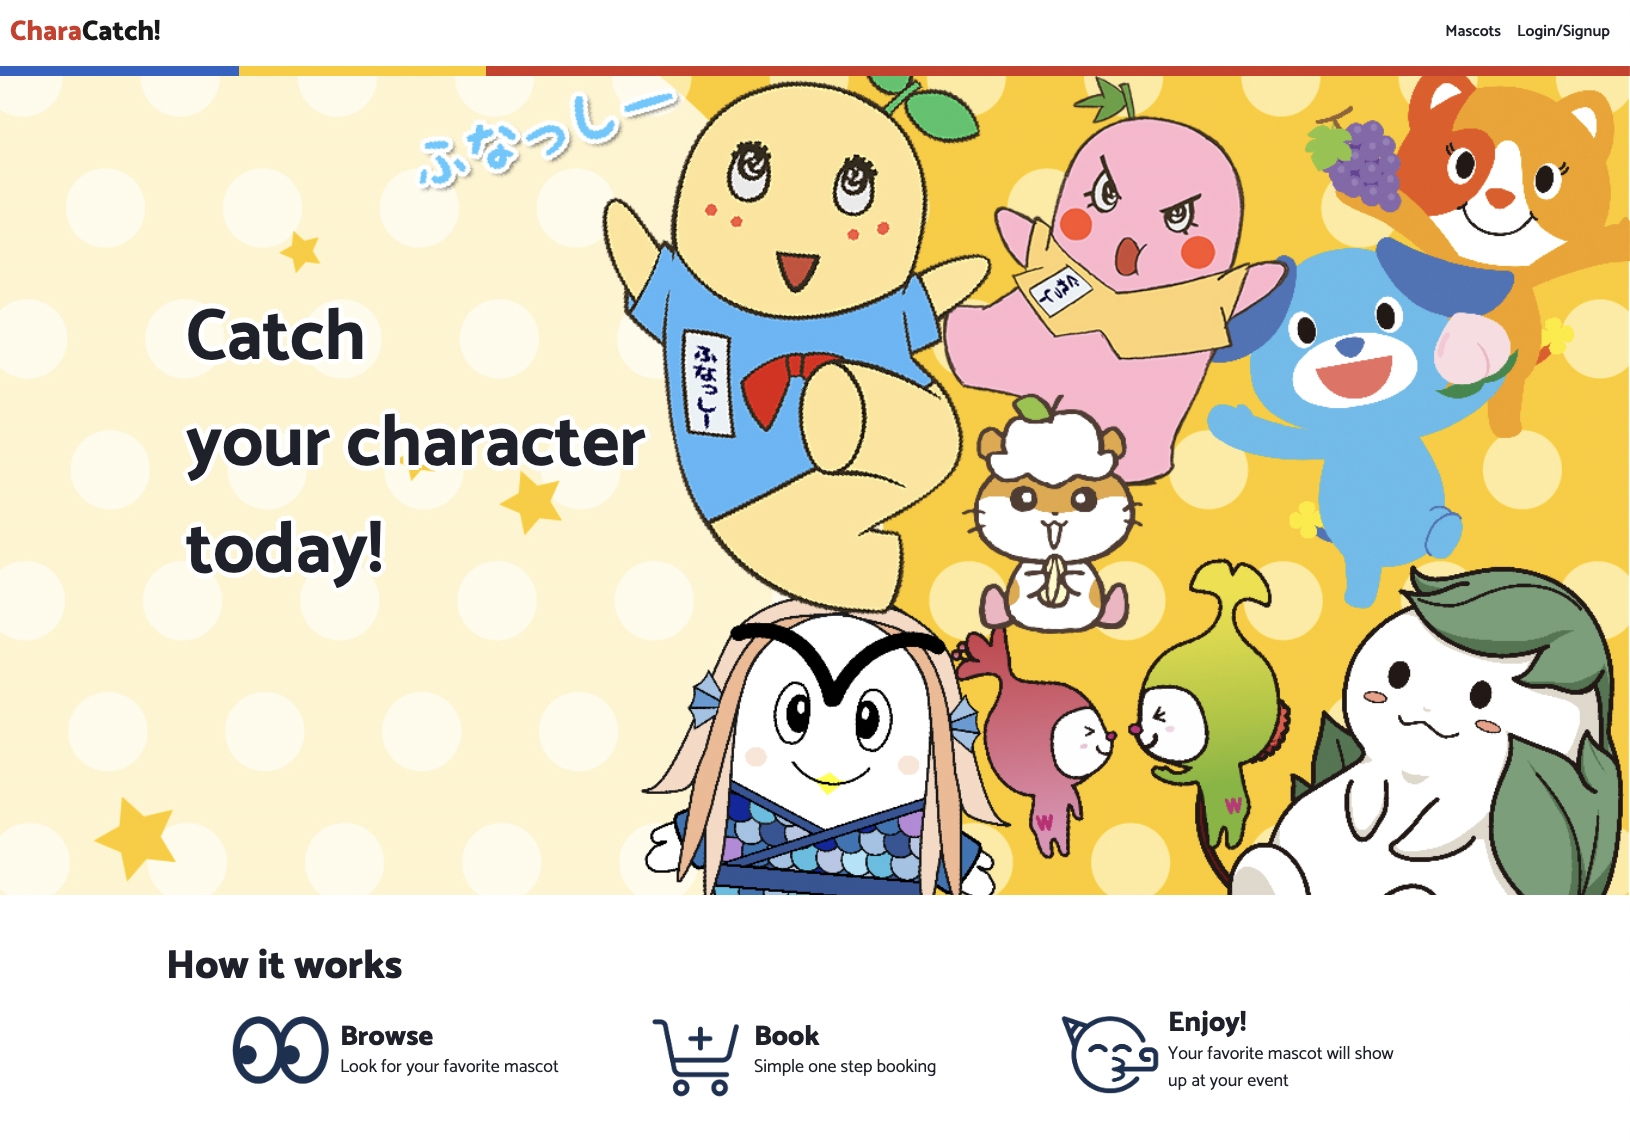 CharaCatch!
Mascots Login/Signup
ふなっしー
ふなっしー
Catch
your character
today!
W
W
How it works
Browse
Look for your favorite mascot
Book
Simple one step booking
Enjoy!
Your favorite mascot will show
up at your event